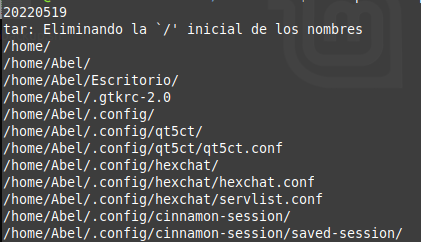 20220519
tar: Eliminando la `/' inicial de los nombres
/home/
/home/Abel/
/home/Abel/Escritorio/
/home/Abel/.gtkrc-2.0
/home/Abel/.config/
/home/Abel/.config/qt5ct/
/home/Abel/.config/qt5ct/qt5ct.conf
/home/Abel/.config/hexchat/
/home/Abel/.config/hexchat/hexchat.conf
/home/Abel/.config/hexchat/servlist.conf
/home/Abel/.config/cinnamon-session/
/home/Abel/.config/cinnamon-session/saved-session/